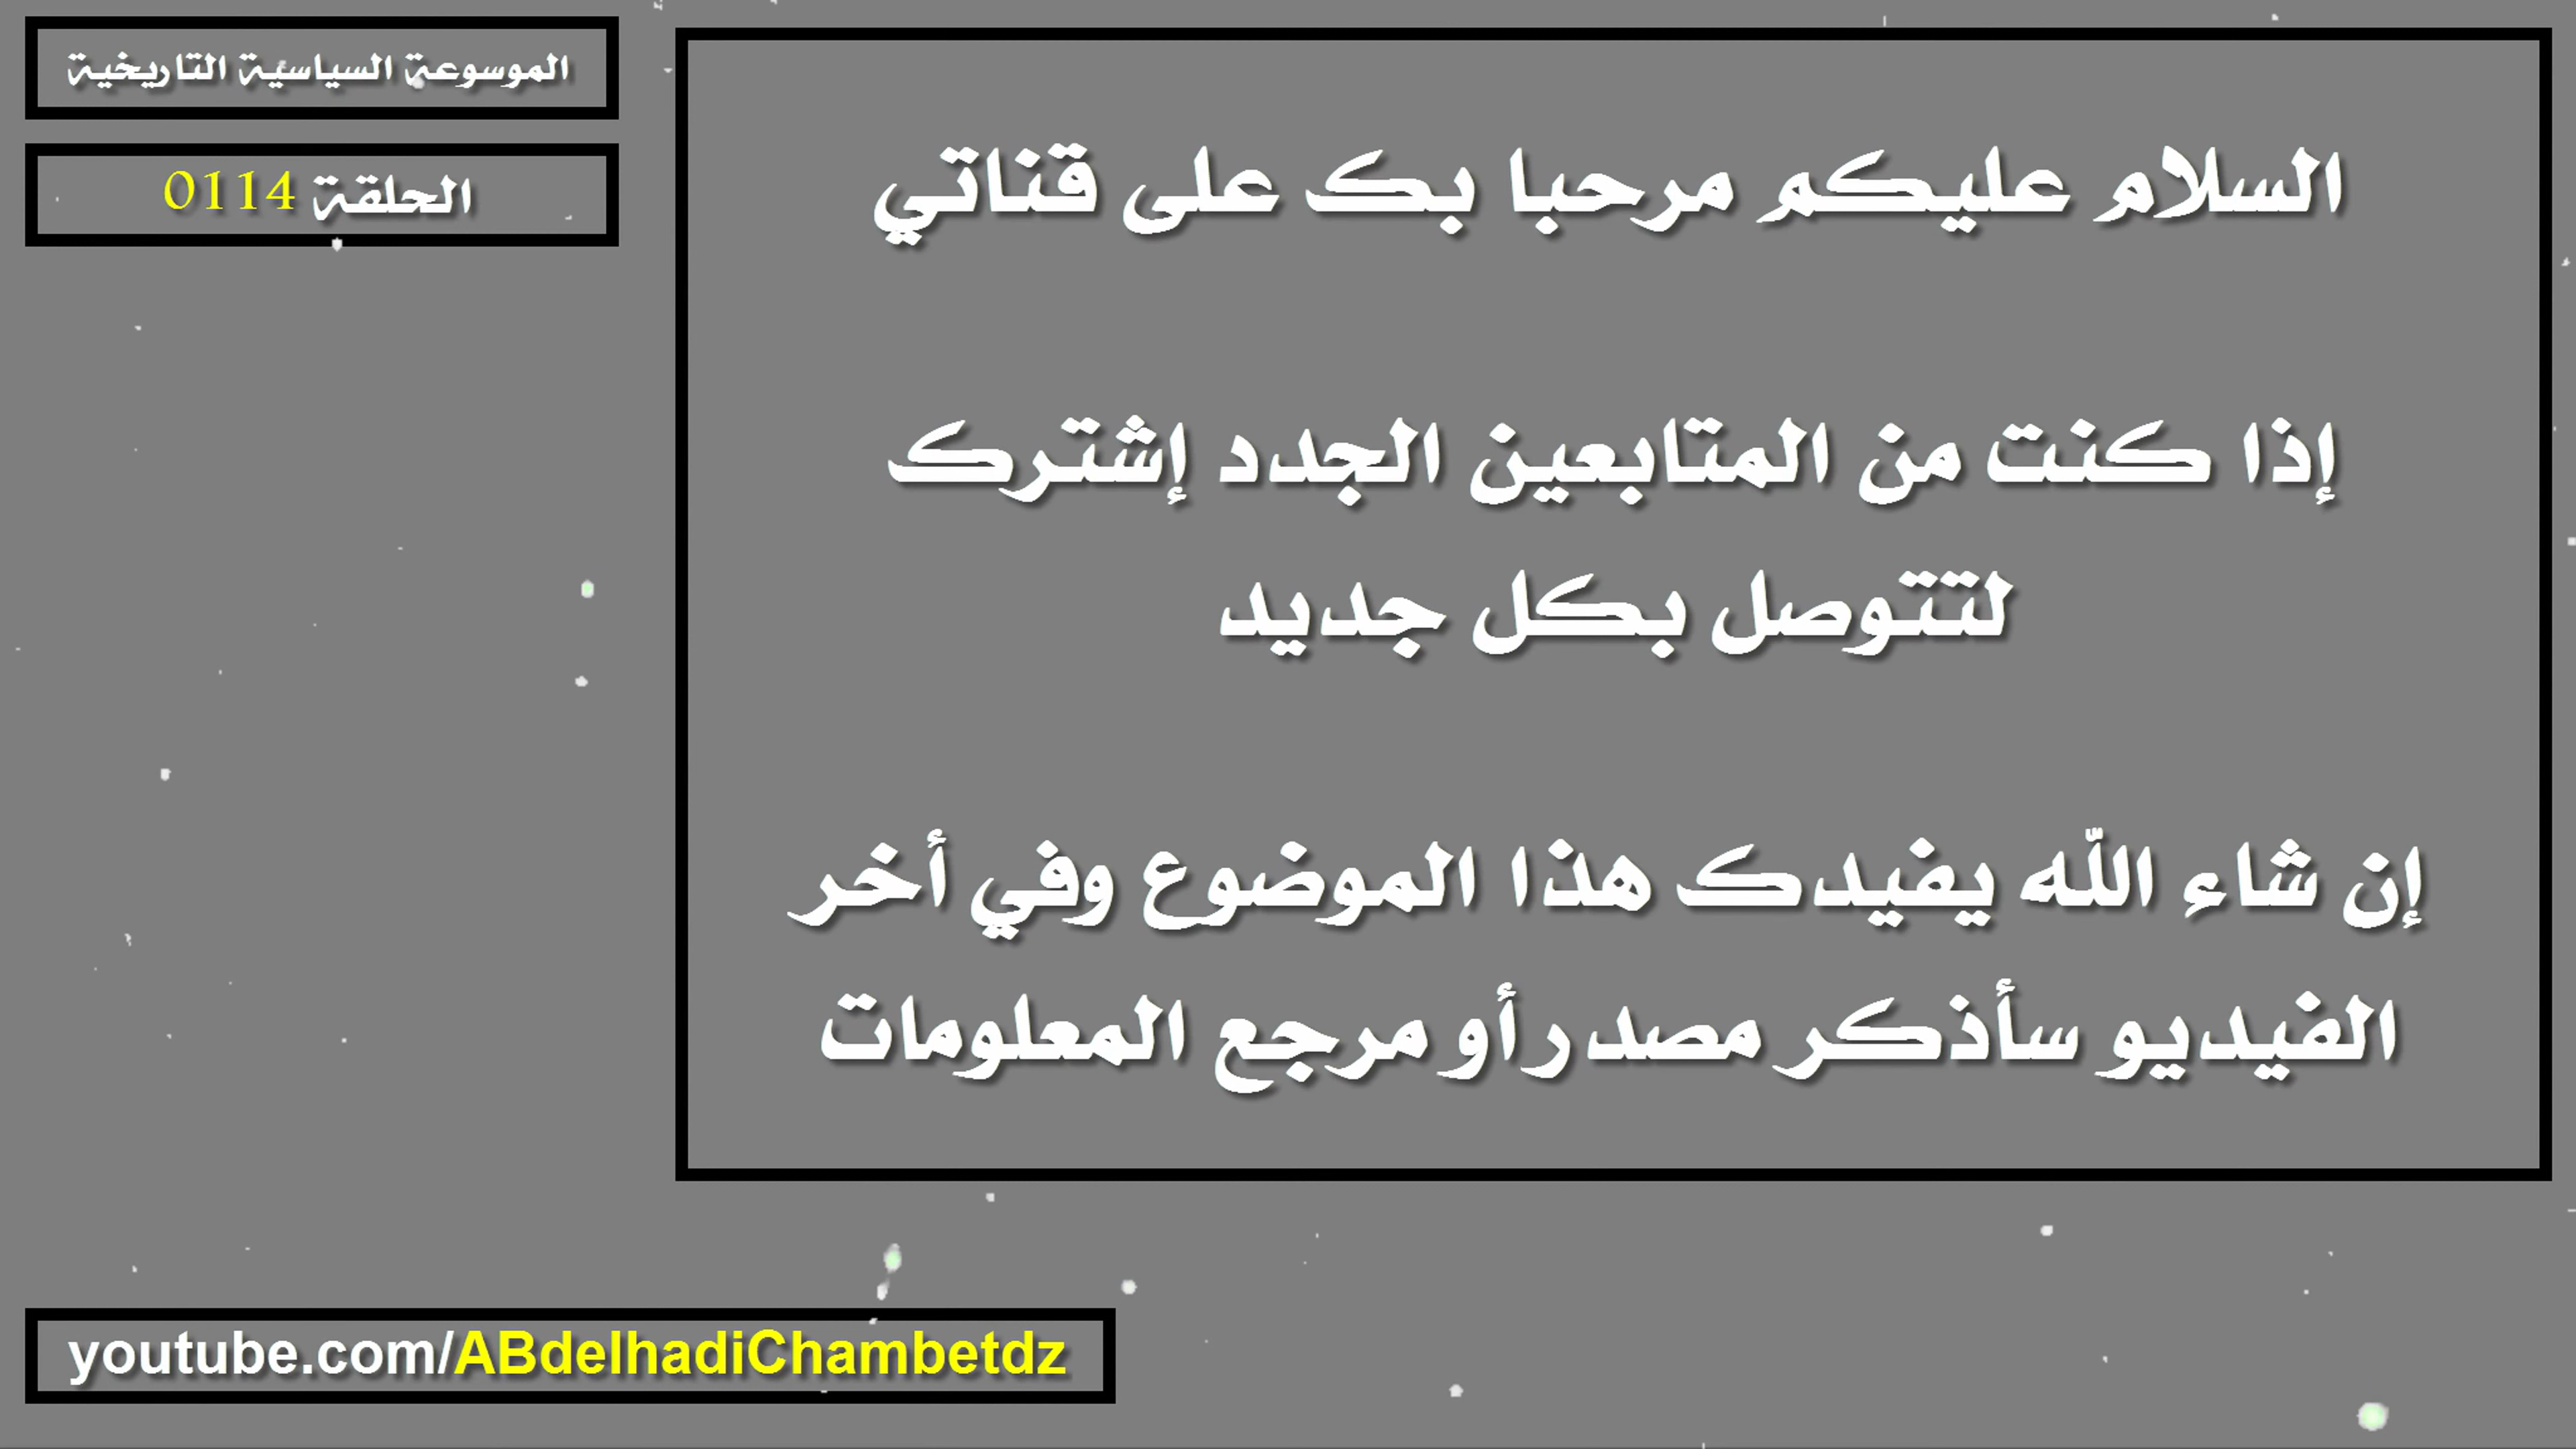 الموسوعة السياسية التاريخية
الحلقة 0114
السلام عليكم مرحبا بك على قناتي
إذا كنت من المتابعين الجدد إشترك
لتتوصل بكل جديد
إن شاء الله يفيدك هذا الموضوع وفي أخر
الفيديو سأذكر مصدر أو مرجع المعلومات
youtube.com/ABdelhadiChambetdz